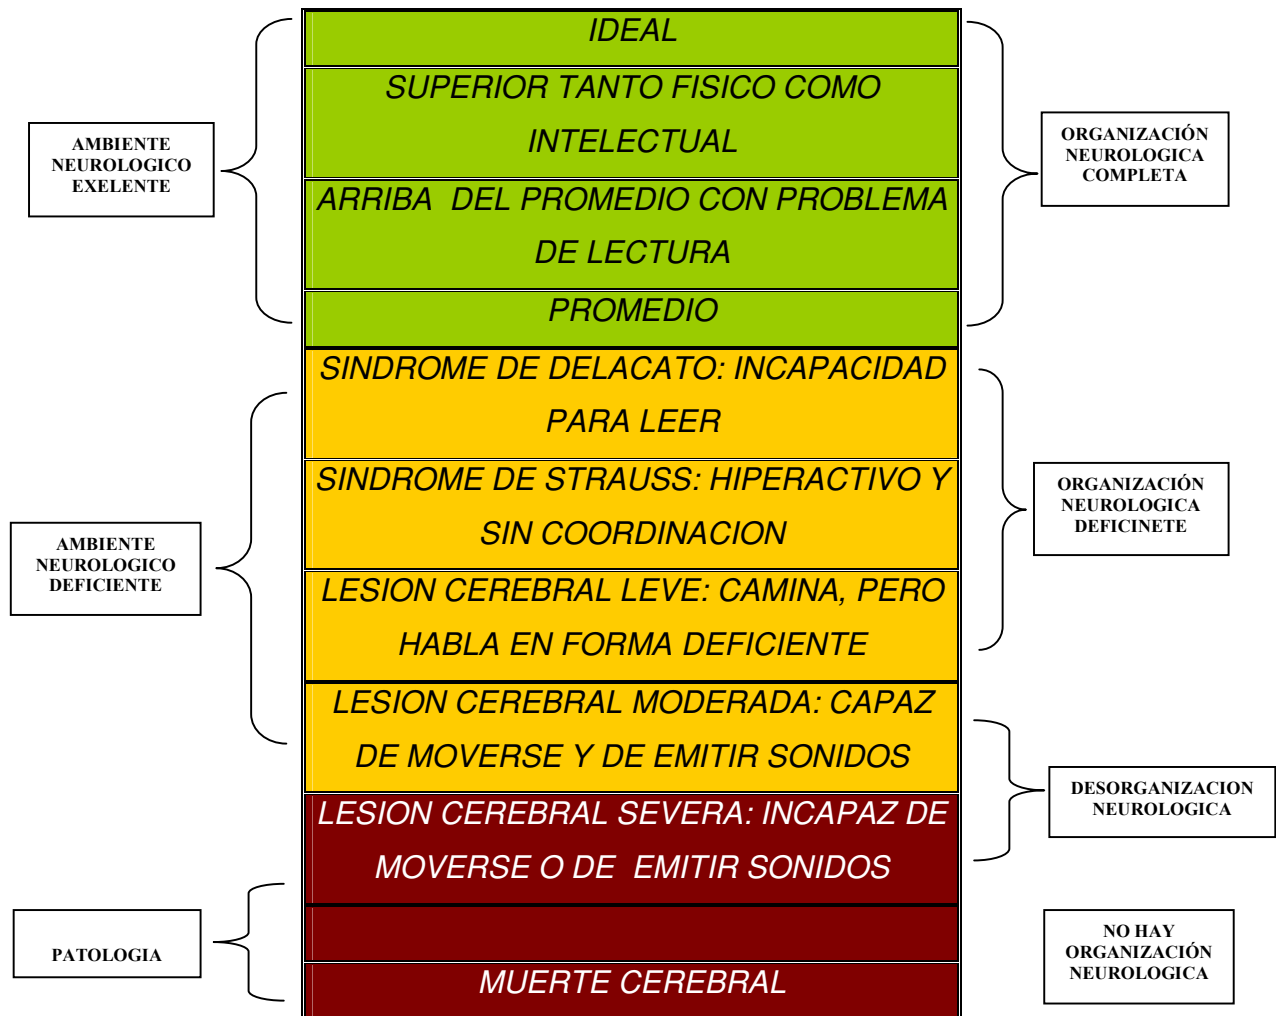 IDEAL
SUPERIOR TANTO FISICO COMO
INTELECTUAL
ARRIBA DEL PROMEDIO CON PROBLEMA
DE LECTURA
PROMEDIO
SINDROME DE DELACATO: INCAPACIDAD
PARA LEER
SINDROME DE STRAUSS: HIPERACTIVO Y
SIN COORDINACION
LESION CEREBRAL LEVE: CAMINA, PERO
HABLA EN FORMA DEFICIENTE
LESION CEREBRAL MODERADA: CAPAZ
DE MOVERSE Y DE EMITIR SONIDOS
LESION CEREBRAL SEVERA: INCAPAZ DE
MOVERSE O DE EMITIR SONIDOS
MUERTE CEREBRAL
AMBIENTE
NEUROLOGICO
EXELENTE
AMBIENTE
NEUROLOGICO
DEFICIENTE
PATOLOGIA
ORGANIZACIÓN
NEUROLOGICA
COMPLETA
ORGANIZACIÓN
NEUROLOGICA
DEFICINETE
DESORGANIZACION
NEUROLOGICA
NO HAY
ORGANIZACIÓN
NEUROLOGICA